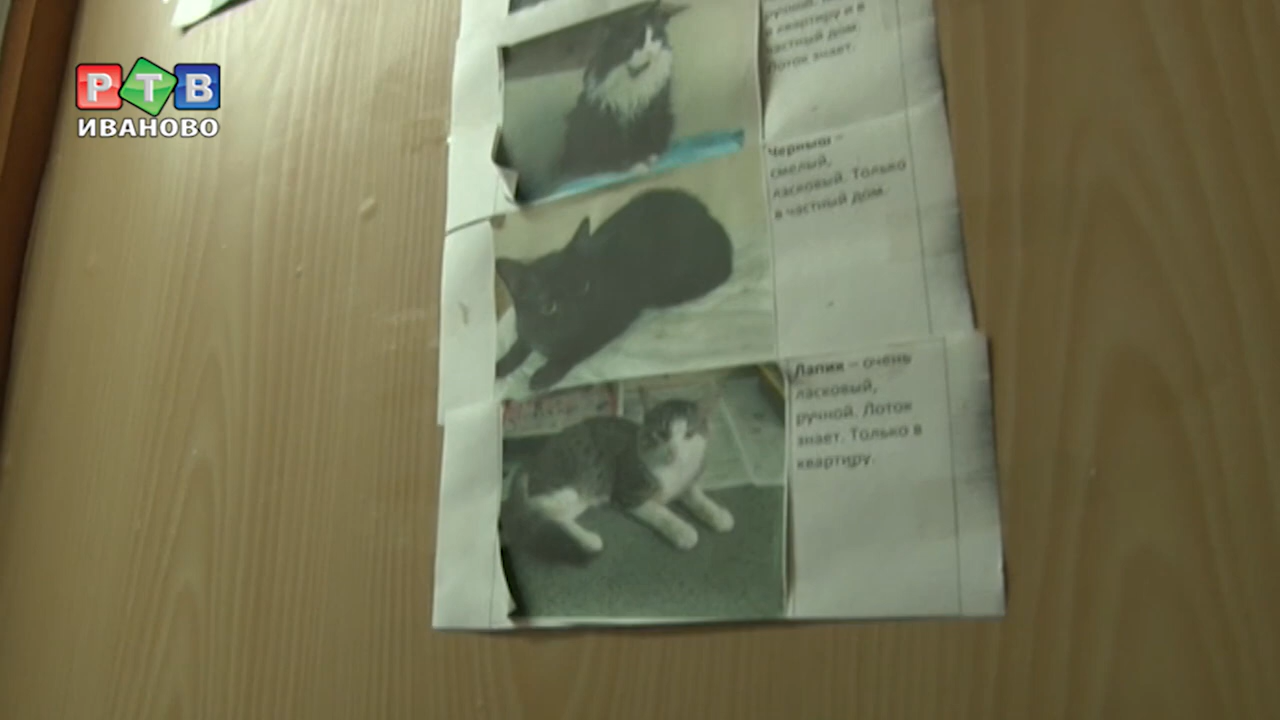 РТВ
ИВАНОВО
ручной.
в квартиру и в
частный дом.
Лоток знает.
Черныш –
смелый,
ласковый. Только
в частный дом.
Лапик – очень
ласковый,
ручной. Лоток
знает. Только в
квартиру.